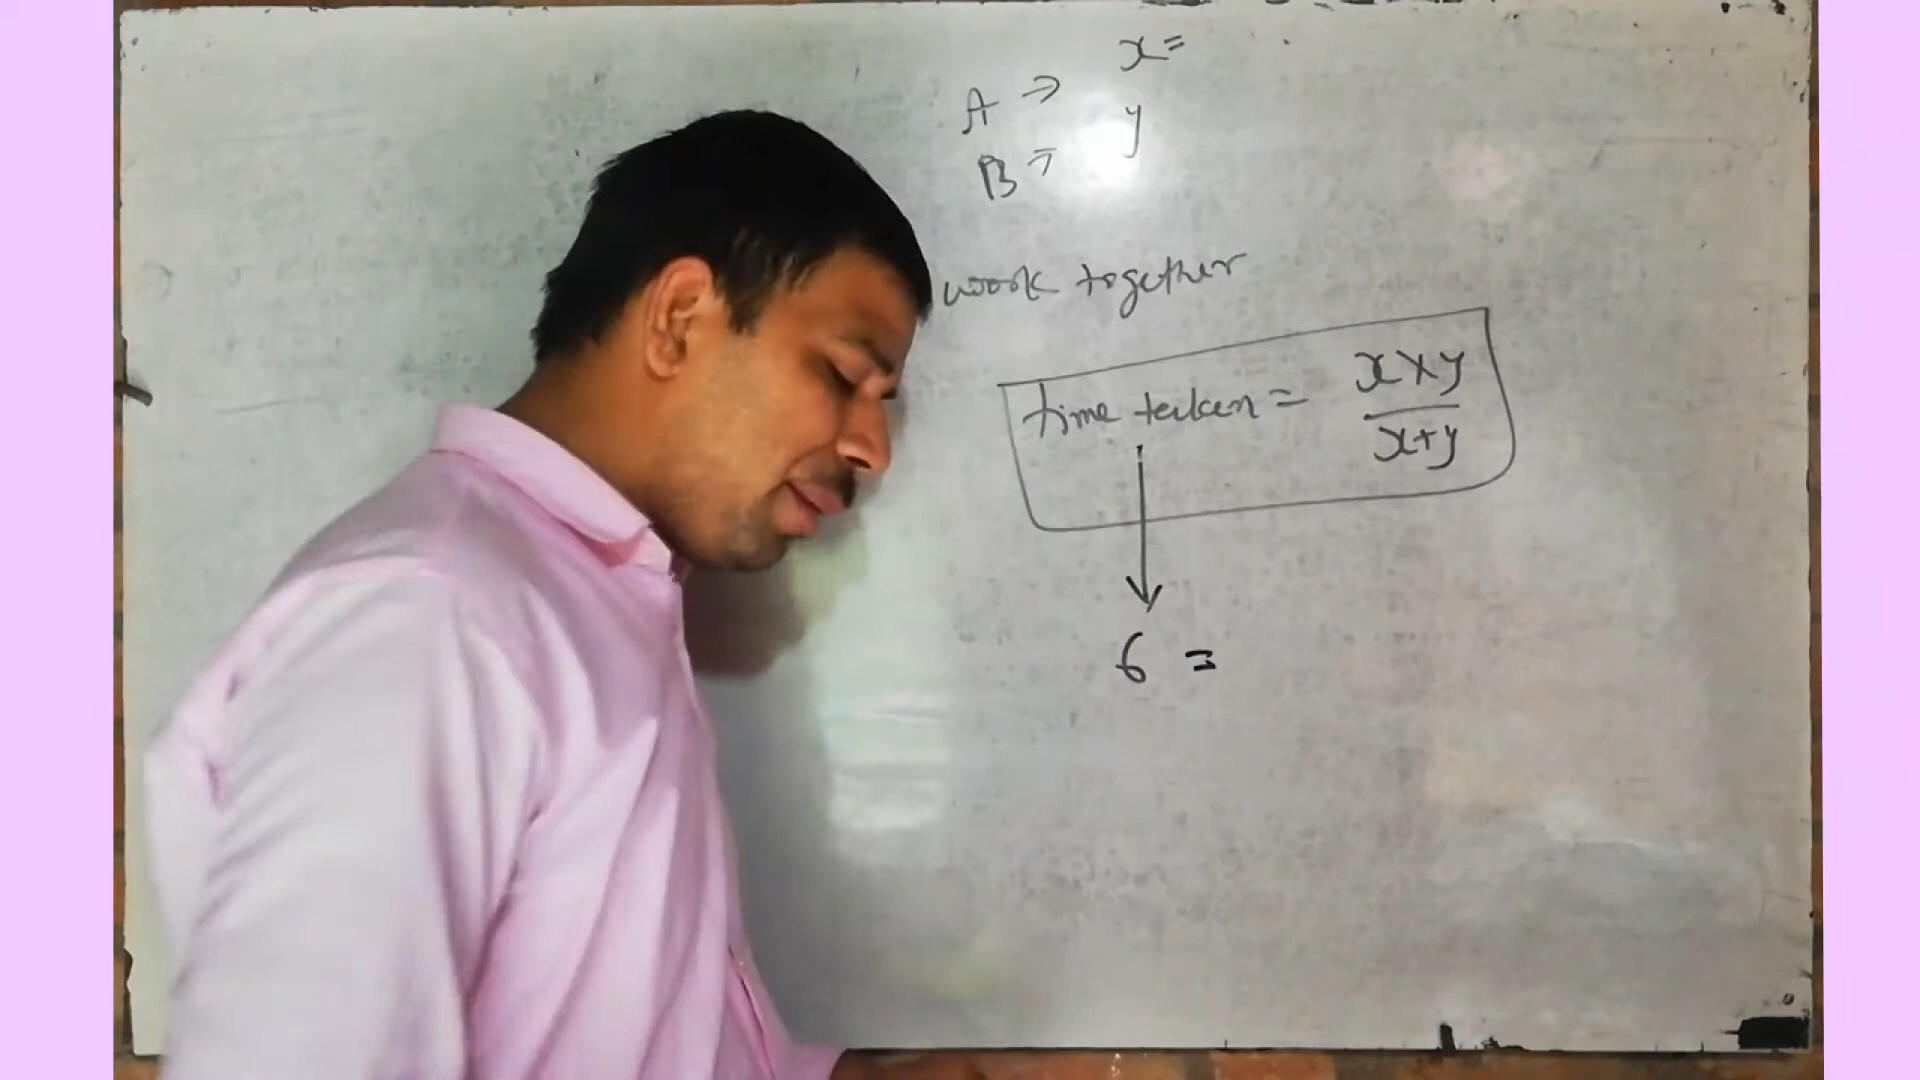 x=
A →
y
B →
work together
time taken = x×y/x+y
6 =